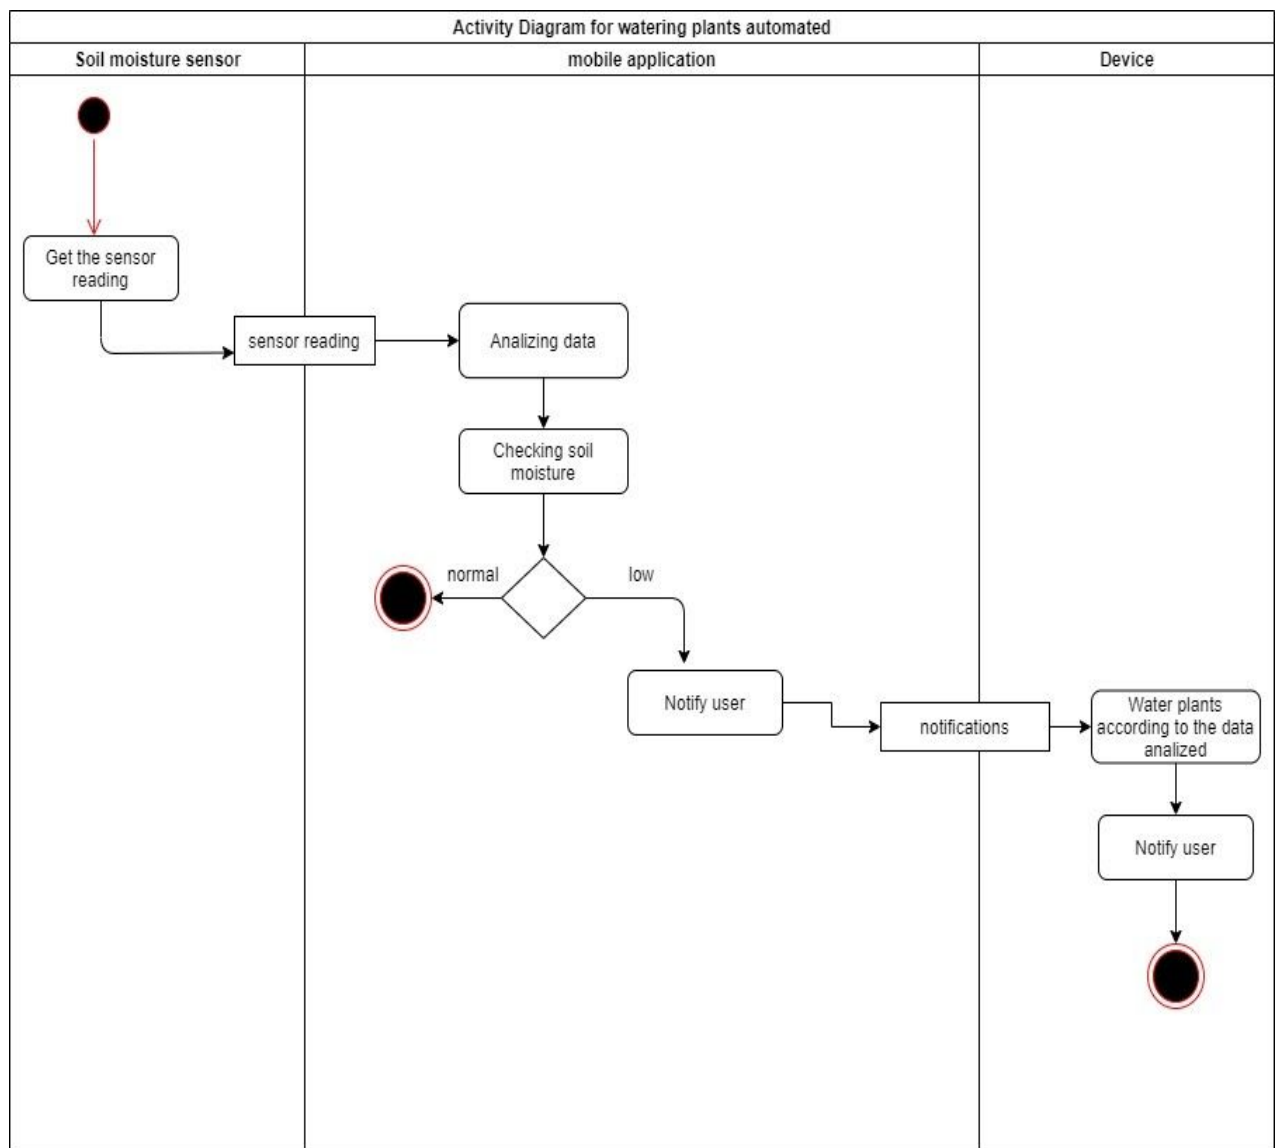 Activity Diagram for watering plants automated
Soil moisture sensor
mobile application
Device
Get the sensor
reading
sensor reading
Analizing data
Checking soil
moisture
normal
low
Notify user
notifications
Water plants
according to the data
analized
Notify user